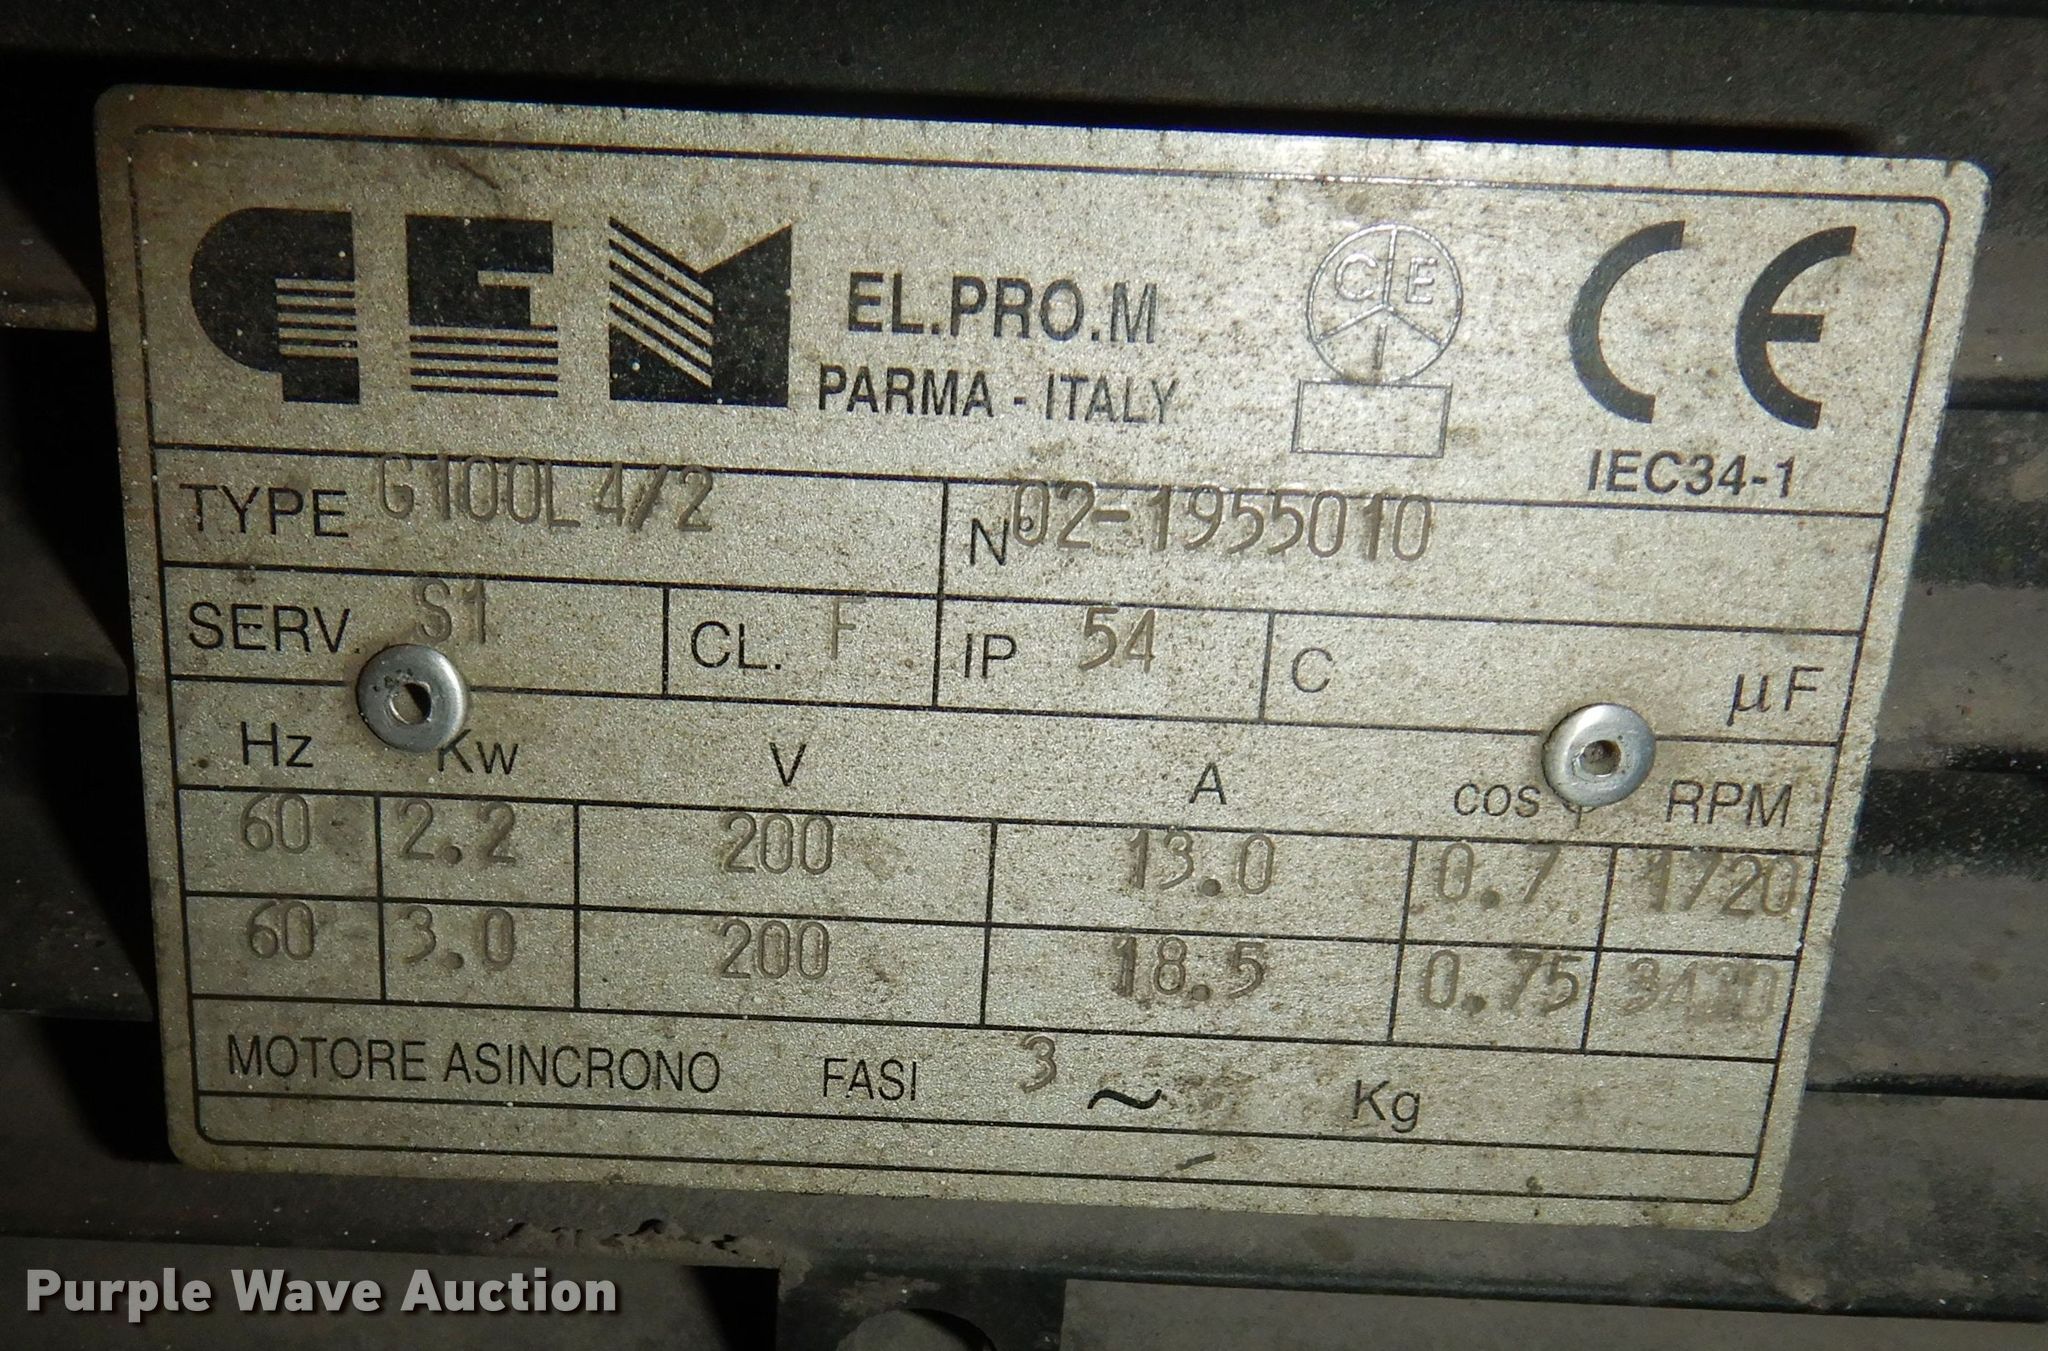 GEM EL.PRO.M
PARMA - ITALY
C E I
CE
IEC34-1
TYPE G100L4/2 N° 02-1955010
SERV. S1 CL. F IP 54 C µF
Hz Kw V A cos φ RPM
60 2.2 200 13.0 0.7 1720
60 3.0 200 18.5 0.75
MOTORE ASINCRONO FASI 3 ~ Kg
Purple Wave Auction